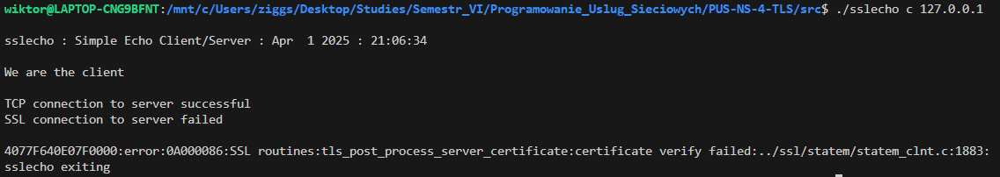 wiktor@LAPTOP-CNG9BFNT:/mnt/c/Users/ziggs/Desktop/Studies/Semestr_VI/Programowanie_Uslug_Sieciowych/PUS-NS-4-TLS/src$ ./sslecho c 127.0.0.1
sslecho : Simple Echo Client/Server : Apr  1 2025 : 21:06:34
We are the client
TCP connection to server successful
SSL connection to server failed
4077F640E07F0000:error:0A000086:SSL routines:tls_post_process_server_certificate:certificate verify failed:../ssl/statem/statem_clnt.c:1883:
sslecho exiting